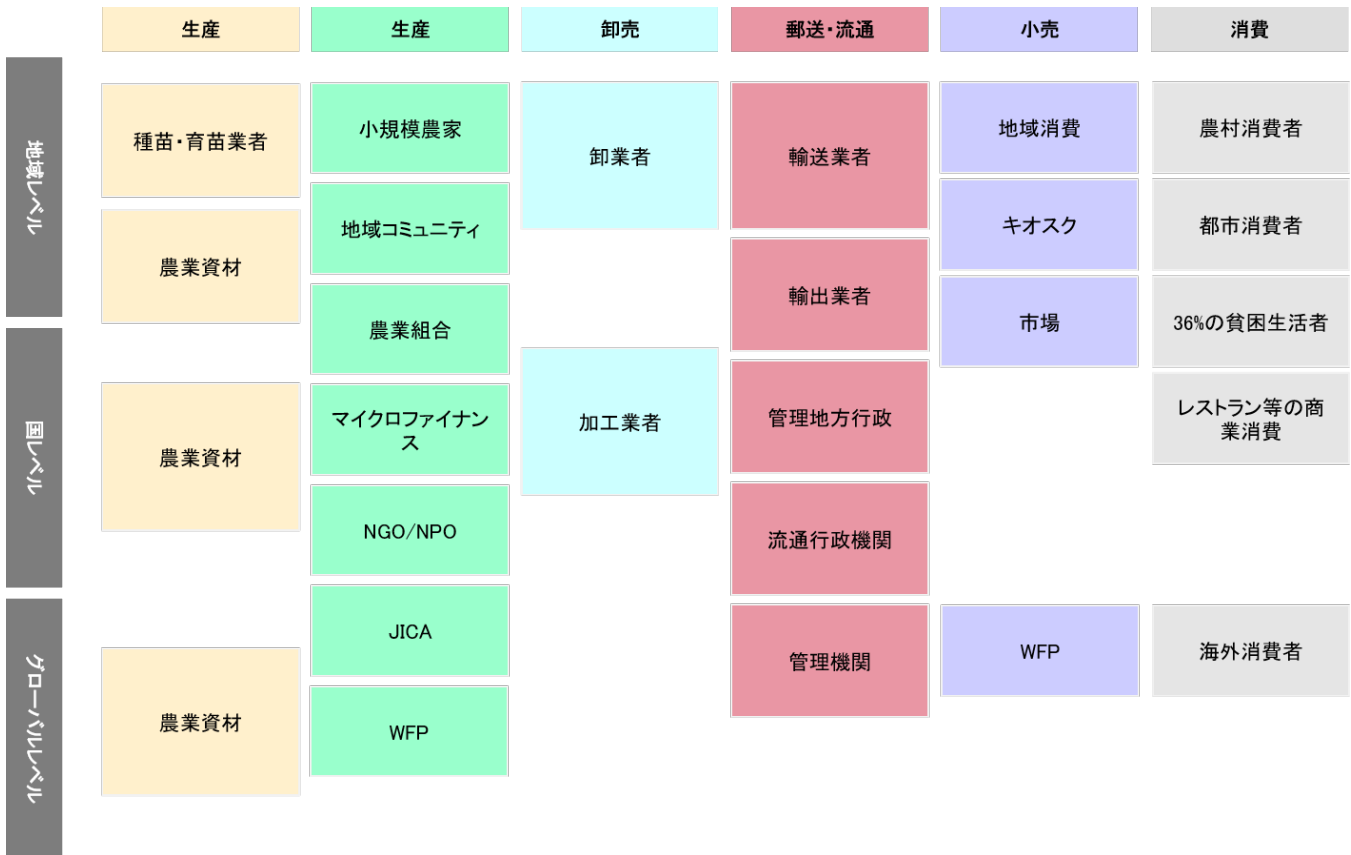 生産
生産
卸売
郵送・流通
小売
消費
地域レベル
国レベル
グローバルレベル
種苗・育苗業者
農業資材
農業資材
農業資材
小規模農家
地域コミュニティ
農業組合
マイクロファイナン
ス
NGO/NPO
JICA
WFP
卸業者
加工業者
輸送業者
輸出業者
管理地方行政
流通行政機関
管理機関
地域消費
キオスク
市場
WFP
農村消費者
都市消費者
36%の貧困生活者
レストラン等の商
業消費
海外消費者